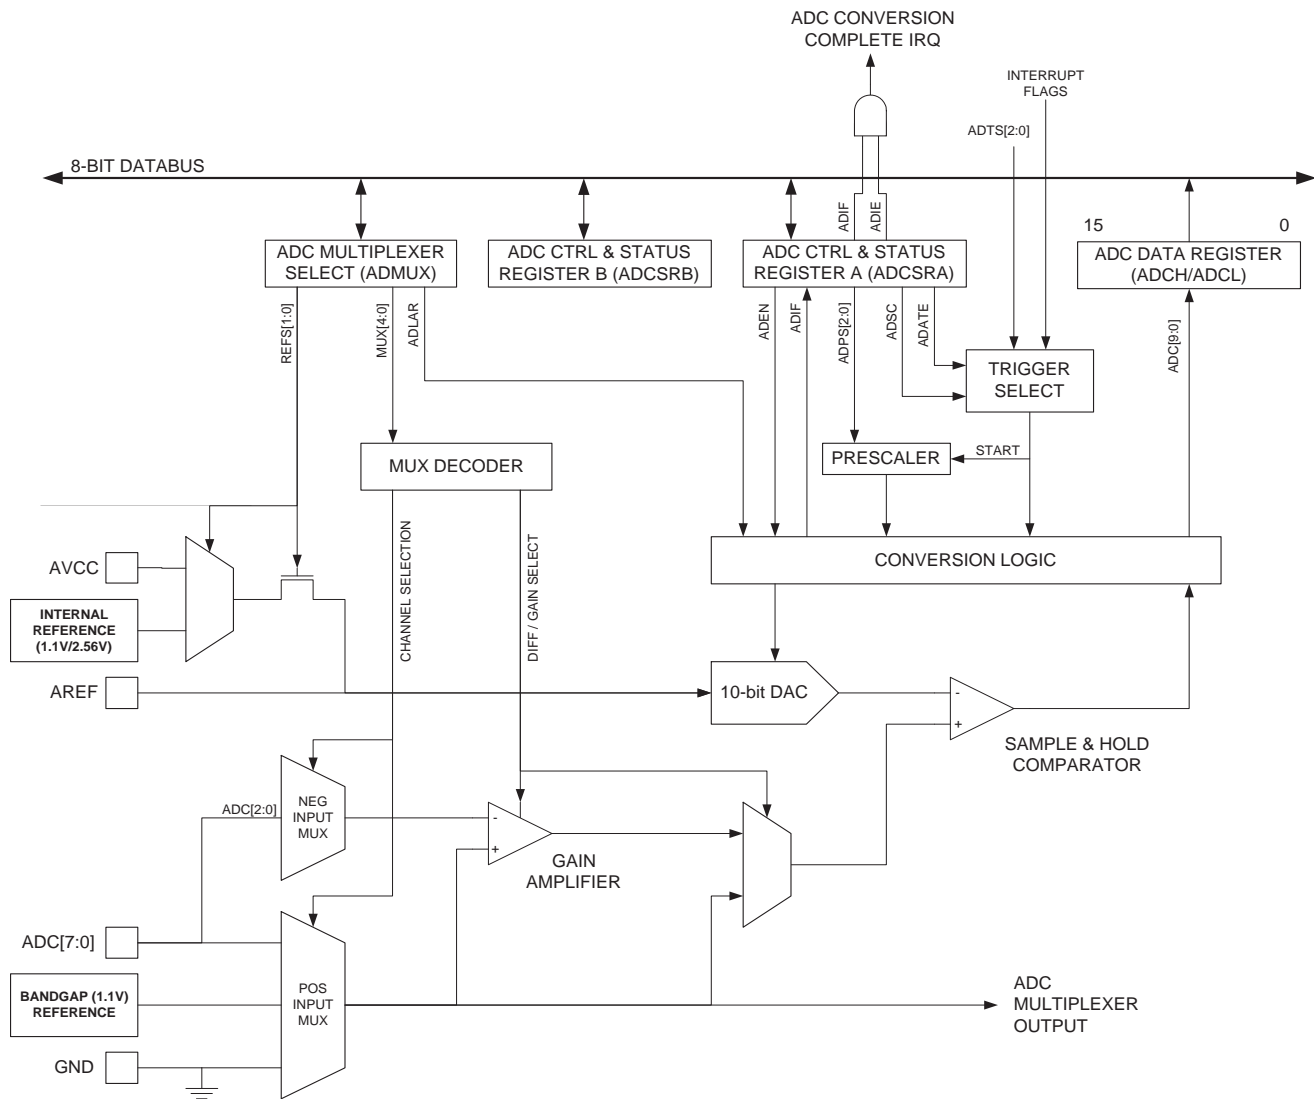 ADC CONVERSION
COMPLETE IRQ
INTERRUPT
FLAGS
ADTS[2:0]
8-BIT DATABUS
ADIF
ADIE
15
0
ADC MULTIPLEXER
SELECT (ADMUX)
ADC CTRL & STATUS
REGISTER B (ADCSRB)
ADC CTRL & STATUS
REGISTER A (ADCSRA)
ADC DATA REGISTER
(ADCH/ADCL)
REFS[1:0]
MUX[4:0]
ADLAR
ADEN
ADIF
ADPS[2:0]
ADSC
ADATE
ADC[9:0]
TRIGGER
SELECT
MUX DECODER
PRESCALER
START
CHANNEL SELECTION
DIFF / GAIN SELECT
CONVERSION LOGIC
AVCC
INTERNAL
REFERENCE
(1.1V/2.56V)
AREF
10-bit DAC
-
+
SAMPLE & HOLD
COMPARATOR
ADC[2:0]
NEG
INPUT
MUX
-
+
GAIN
AMPLIFIER
ADC[7:0]
BANDGAP (1.1V)
REFERENCE
POS
INPUT
MUX
ADC
MULTIPLEXER
OUTPUT
GND